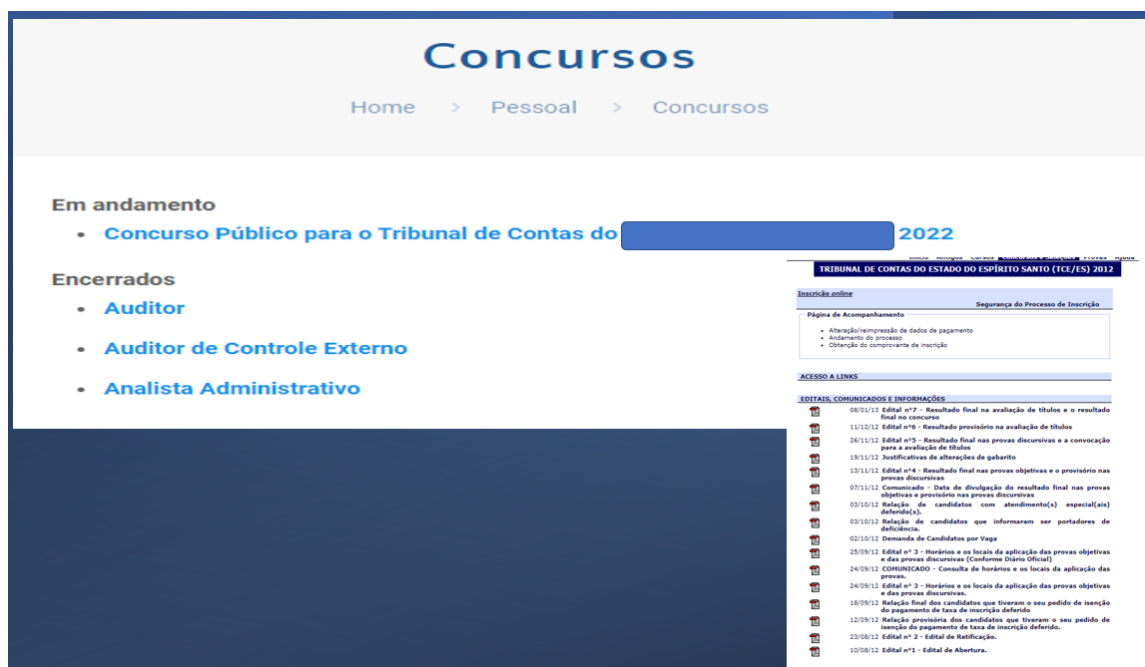 Concursos
Home > Pessoal > Concursos
Em andamento
• Concurso Público para o Tribunal de Contas do 2022
Encerrados
• Auditor
• Auditor de Controle Externo
• Analista Administrativo
Início Antigos Cursos Concursos e Seleções Provas Ajuda
TRIBUNAL DE CONTAS DO ESTADO DO ESPÍRITO SANTO (TCE/ES) 2012
Inscrição online
Segurança do Processo de Inscrição
Página de Acompanhamento
• Alteração/reimpressão de dados de pagamento
• Andamento do processo
• Obtenção do comprovante de inscrição
ACESSO A LINKS
EDITAIS, COMUNICADOS E INFORMAÇÕES
08/01/13 Edital nº7 - Resultado final na avaliação de títulos e o resultado
final no concurso
11/12/12 Edital nº6 - Resultado provisório na avaliação de títulos
26/11/12 Edital nº5 - Resultado final nas provas discursivas e a convocação
para a avaliação de títulos
19/11/12 Justificativas de alterações de gabarito
13/11/12 Edital nº4 - Resultado final nas provas objetivas e o provisório nas
provas discursivas
07/11/12 Comunicado - Data de divulgação do resultado final nas provas
objetivas e provisório nas provas discursivas
03/10/12 Relação de candidatos com atendimento(s) especial(ais)
deferido(s).
03/10/12 Relação de candidatos que informaram ser portadores de
deficiência.
02/10/12 Demanda de Candidatos por Vaga
25/09/12 Edital nº 3 - Horários e os locais da aplicação das provas objetivas
e das provas discursivas (Conforme Diário Oficial)
24/09/12 COMUNICADO - Consulta de horários e os locais da aplicação das
provas.
24/09/12 Edital nº 3 - Horários e os locais da aplicação das provas objetivas
e das provas discursivas.
18/09/12 Relação final dos candidatos que tiveram o seu pedido de isenção
do pagamento de taxa de inscrição deferido
12/09/12 Relação provisória dos candidatos que tiveram o seu pedido de
isenção do pagamento de taxa de inscrição deferido.
23/08/12 Edital nº 2 - Edital de Retificação.
10/08/12 Edital nº1 - Edital de Abertura.